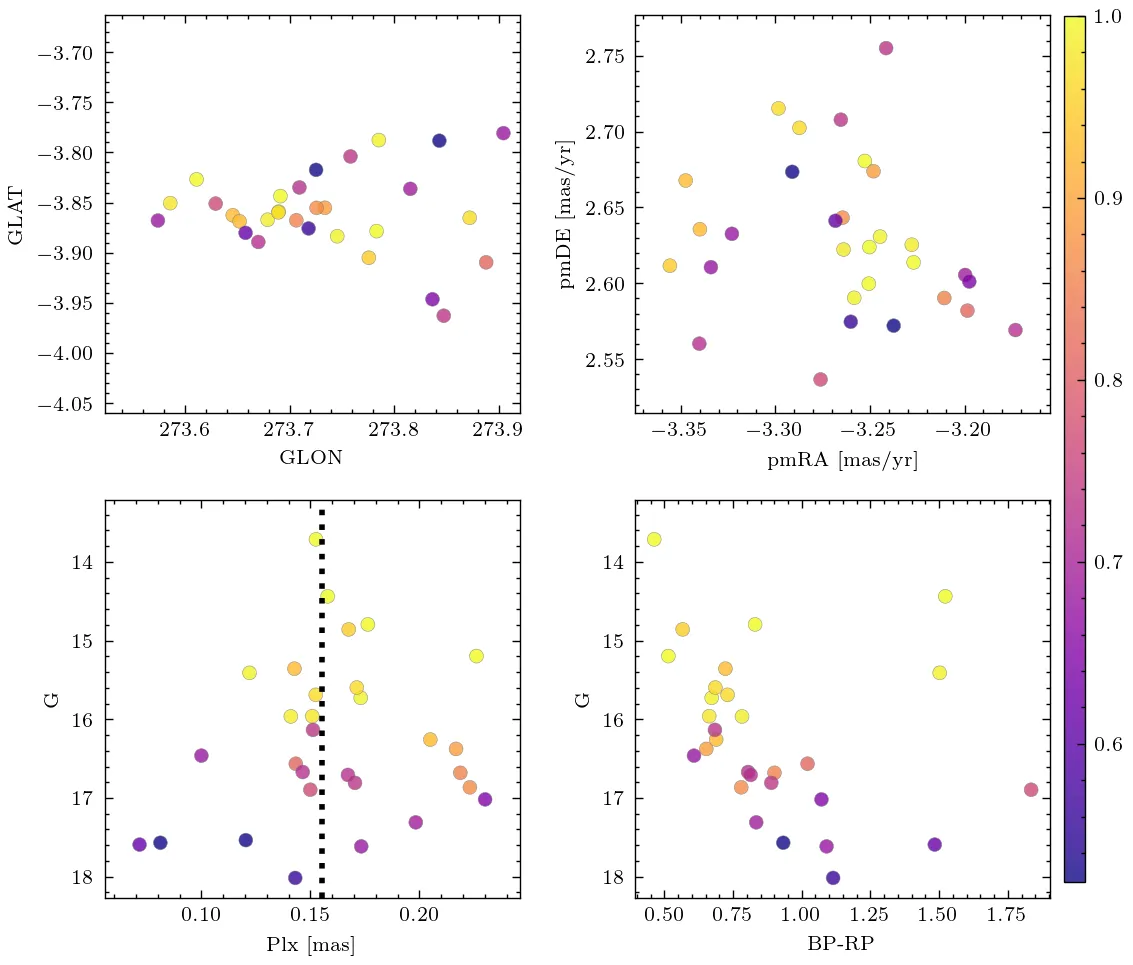 −3.70
−3.75
−3.80
−3.85
−3.90
−3.95
−4.00
−4.05
GLAT
273.6 273.7 273.8 273.9
GLON
2.75
2.70
2.65
2.60
2.55
pmDE [mas/yr]
−3.35 −3.30 −3.25 −3.20
pmRA [mas/yr]
1.0
0.9
0.8
0.7
0.6
14
15
16
17
18
G
0.10 0.15 0.20
Plx [mas]
14
15
16
17
18
G
0.50 0.75 1.00 1.25 1.50 1.75
BP-RP